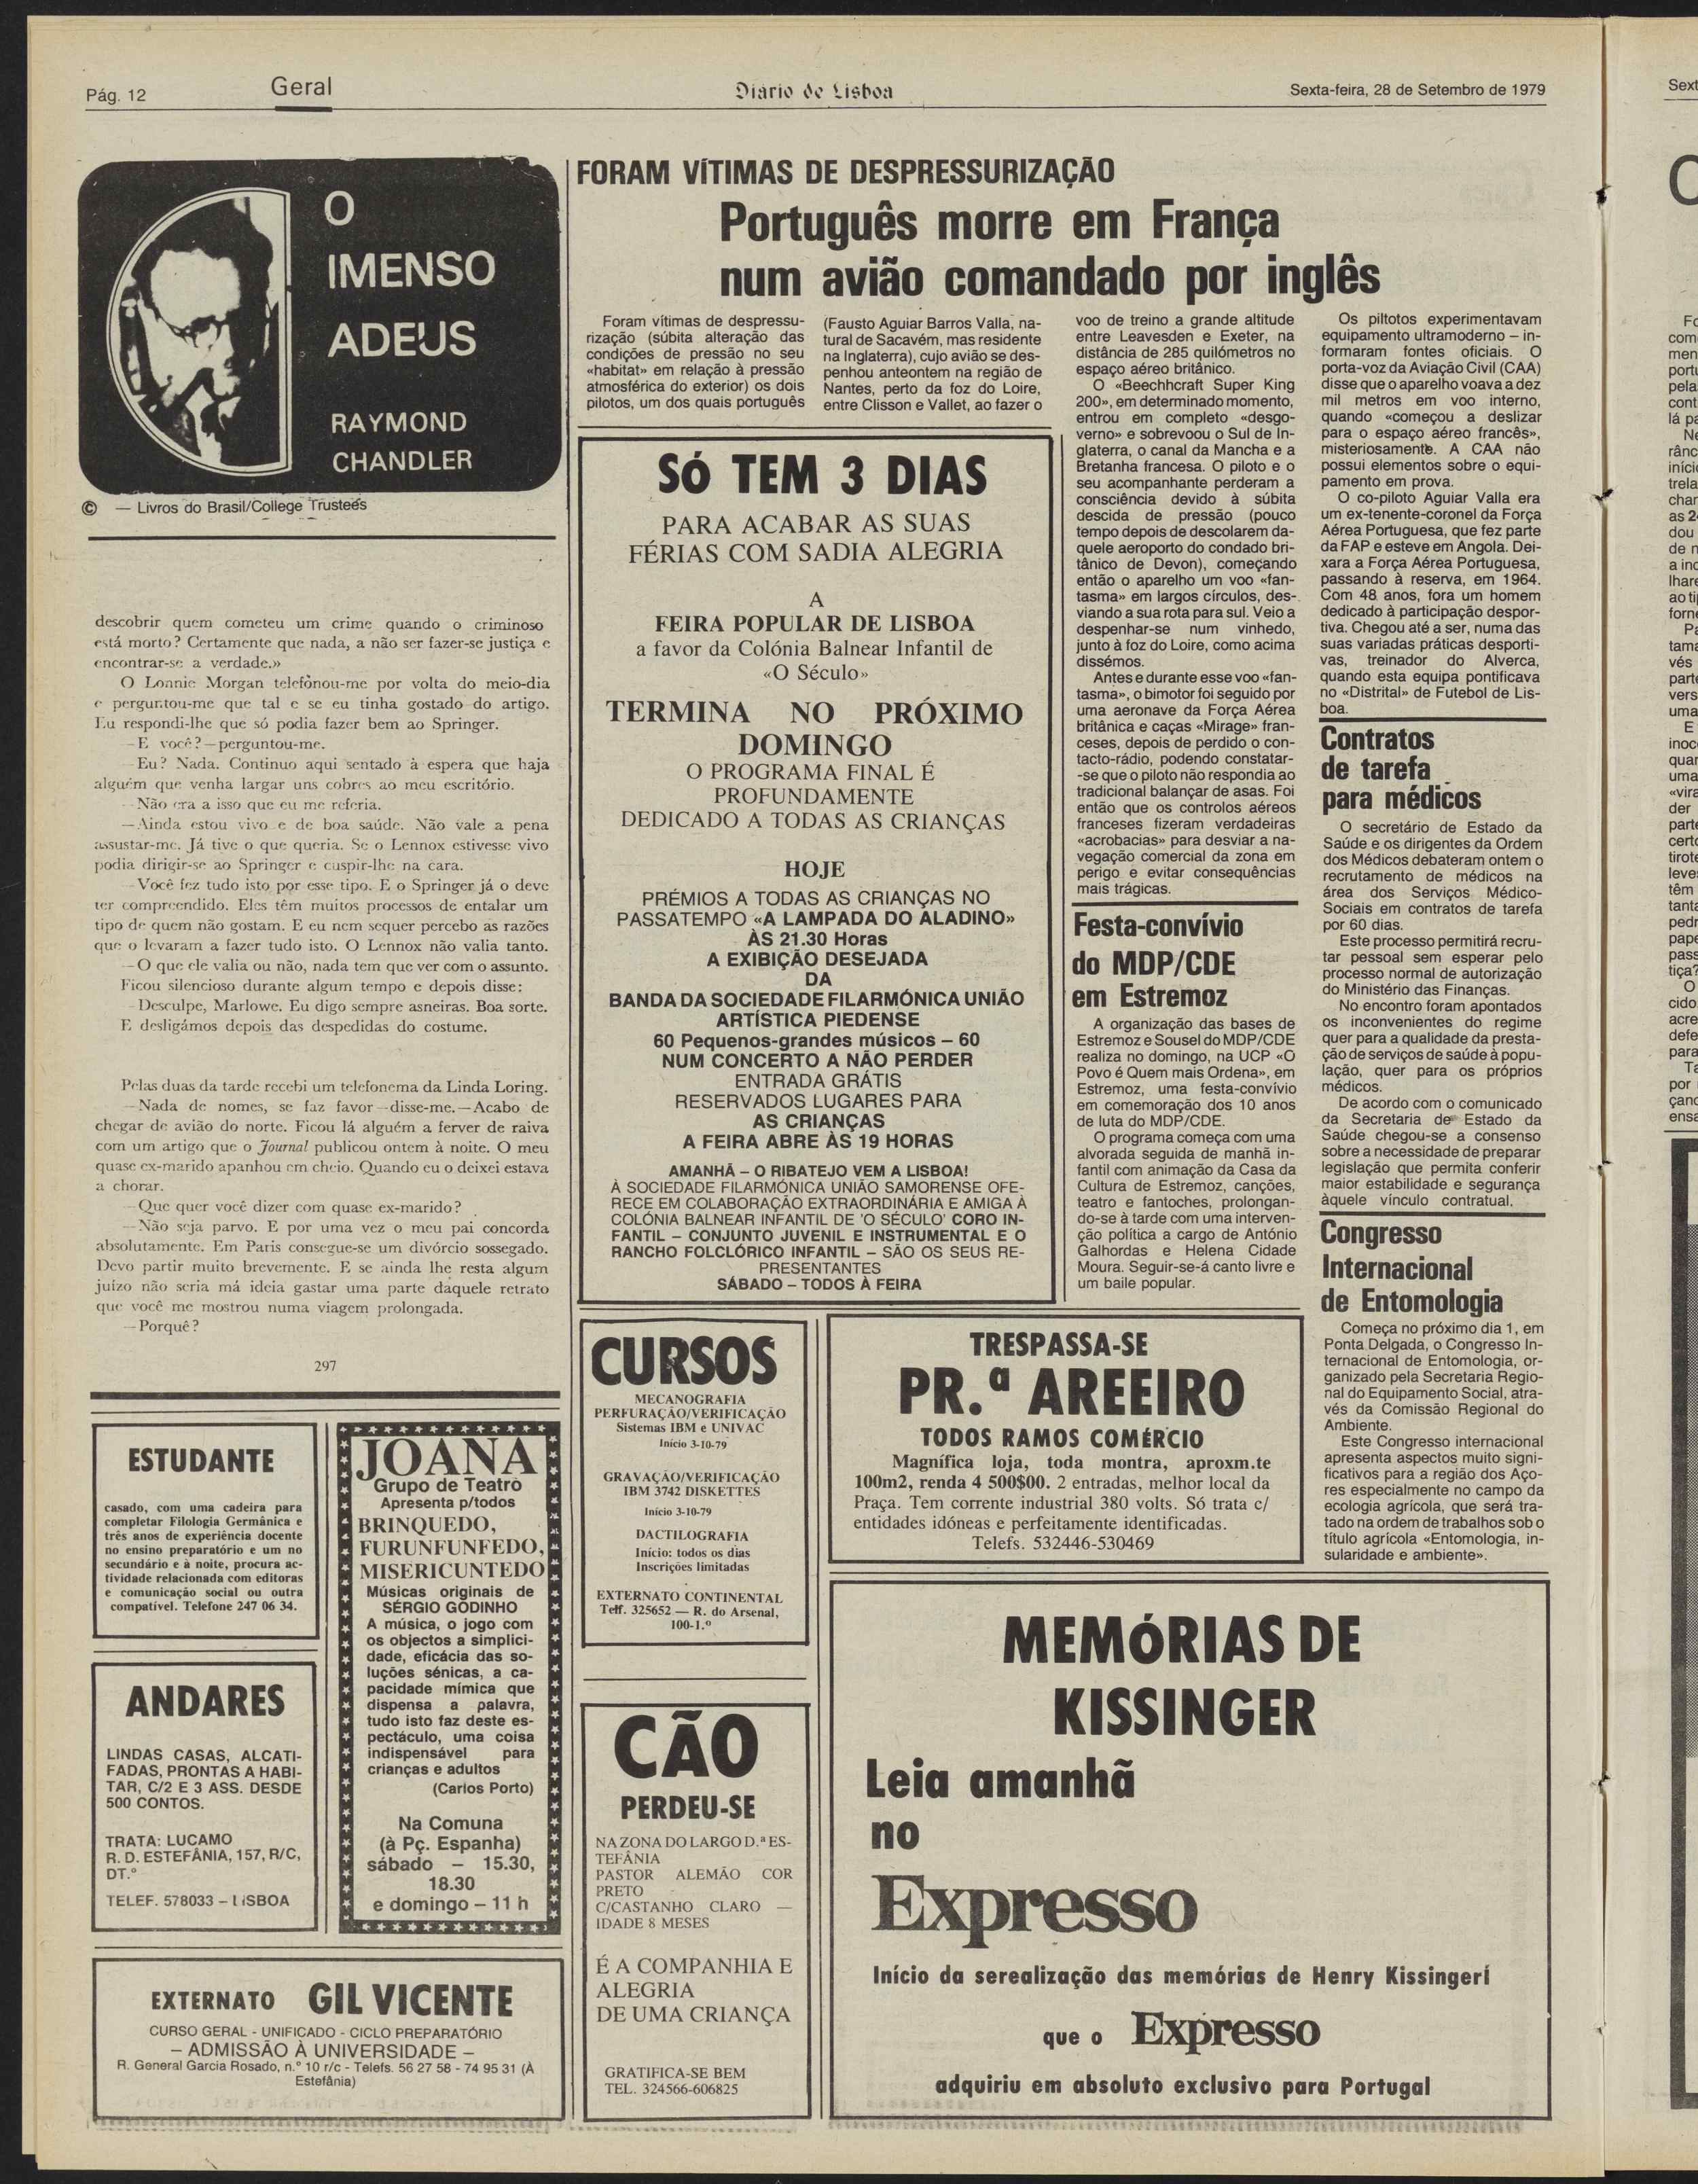 Pág. 12
Geral
Diário de Lisboa
Sexta-feira, 28 de Setembro de 1979
O
IMENSO
ADEUS
RAYMOND
CHANDLER
© — Livros do Brasil/College Trustees
descobrir quem cometeu um crime quando o criminoso
está morto? Certamente que nada, a não ser fazer-se justiça e
encontrar-se a verdade.»
O Lonnie Morgan telefonou-me por volta do meio-dia
e perguntou-me que tal e se eu tinha gostado do artigo.
Eu respondi-lhe que só podia fazer bem ao Springer.
—E você?—perguntou-me.
—Eu? Nada. Continuo aqui sentado à espera que haja
alguém que venha largar uns cobres ao meu escritório.
—Não era a isso que eu me referia.
—Ainda estou vivo e de boa saúde. Não vale a pena
assustar-me. Já tive o que queria. Se o Lennox estivesse vivo
podia dirigir-se ao Springer e cuspir-lhe na cara.
—Você fez tudo isto por esse tipo. E o Springer já o deve
ter compreendido. Eles têm muitos processos de entalar um
tipo de quem não gostam. E eu nem sequer percebo as razões
que o levaram a fazer tudo isto. O Lennox não valia tanto.
—O que ele valia ou não, nada tem que ver com o assunto.
Ficou silencioso durante algum tempo e depois disse:
—Desculpe, Marlowe. Eu digo sempre asneiras. Boa sorte.
E desligámos depois das despedidas do costume.
Pelas duas da tarde recebi um telefonema da Linda Loring.
—Nada de nomes, se faz favor—disse-me.—Acabo de
chegar de avião do norte. Ficou lá alguém a ferver de raiva
com um artigo que o Journal publicou ontem à noite. O meu
quase ex-marido apanhou em cheio. Quando eu o deixei estava
a chorar.
—Que quer você dizer com quase ex-marido?
—Não seja parvo. E por uma vez o meu pai concorda
absolutamente. Em Paris consegue-se um divórcio sossegado.
Devo partir muito brevemente. E se ainda lhe resta algum
juízo não seria má ideia gastar uma parte daquele retrato
que você me mostrou numa viagem prolongada.
—Porquê?
297
FORAM VÍTIMAS DE DESPRESSURIZAÇÃO
Português morre em França
num avião comandado por inglês
Foram vítimas de despressu-
rização (súbita alteração das
condições de pressão no seu
«habitat» em relação à pressão
atmosférica do exterior) os dois
pilotos, um dos quais português
(Fausto Aguiar Barros Valla, na-
tural de Sacavém, mas residente
na Inglaterra), cujo avião se des-
penhou anteontem na região de
Nantes, perto da foz do Loire,
entre Clisson e Vallet, ao fazer o
voo de treino a grande altitude
entre Leavesden e Exeter, na
distância de 285 quilómetros no
espaço aéreo britânico.
O «Beechhcraft Super King
200», em determinado momento,
entrou em completo «desgo-
verno» e sobrevoou o Sul de In-
glaterra, o canal da Mancha e a
Bretanha francesa. O piloto e o
seu acompanhante perderam a
consciência devido à súbita
descida de pressão (pouco
tempo depois de descolarem da-
quele aeroporto do condado bri-
tânico de Devon), começando
então o aparelho um voo «fan-
tasma» em largos círculos, des-
viando a sua rota para sul. Veio a
despenhar-se num vinhedo,
junto à foz do Loire, como acima
dissémos.
Antes e durante esse voo «fan-
tasma», o bimotor foi seguido por
uma aeronave da Força Aérea
britânica e caças «Mirage» fran-
ceses, depois de perdido o con-
tacto-rádio, podendo constatar-
-se que o piloto não respondia ao
tradicional balançar de asas. Foi
então que os controlos aéreos
franceses fizeram verdadeiras
«acrobacias» para desviar a na-
vegação comercial da zona em
perigo e evitar consequências
mais trágicas.
Os piltotos experimentavam
equipamento ultramoderno – in-
formaram fontes oficiais. O
porta-voz da Aviação Civil (CAA)
disse que o aparelho voava a dez
mil metros em voo interno,
quando «começou a deslizar
para o espaço aéreo francês»,
misteriosamente. A CAA não
possui elementos sobre o equi-
pamento em prova.
O co-piloto Aguiar Valla era
um ex-tenente-coronel da Força
Aérea Portuguesa, que fez parte
da FAP e esteve em Angola. Dei-
xara a Força Aérea Portuguesa,
passando à reserva, em 1964.
Com 48 anos, fora um homem
dedicado à participação despor-
tiva. Chegou até a ser, numa das
suas variadas práticas desporti-
vas, treinador do Alverca,
quando esta equipa pontificava
no «Distrital» de Futebol de Lis-
boa.
SÓ TEM 3 DIAS
PARA ACABAR AS SUAS
FÉRIAS COM SADIA ALEGRIA
A
FEIRA POPULAR DE LISBOA
a favor da Colónia Balnear Infantil de
«O Século»
TERMINA NO PRÓXIMO
DOMINGO
O PROGRAMA FINAL É
PROFUNDAMENTE
DEDICADO A TODAS AS CRIANÇAS
HOJE
PRÉMIOS A TODAS AS CRIANÇAS NO
PASSATEMPO «A LAMPADA DO ALADINO»
ÀS 21.30 Horas
A EXIBIÇÃO DESEJADA
DA
BANDA DA SOCIEDADE FILARMÓNICA UNIÃO
ARTÍSTICA PIEDENSE
60 Pequenos-grandes músicos – 60
NUM CONCERTO A NÃO PERDER
ENTRADA GRÁTIS
RESERVADOS LUGARES PARA
AS CRIANÇAS
A FEIRA ABRE ÀS 19 HORAS
AMANHÃ – O RIBATEJO VEM A LISBOA!
À SOCIEDADE FILARMÓNICA UNIÃO SAMORENSE OFE-
RECE EM COLABORAÇÃO EXTRAORDINÁRIA E AMIGA À
COLÓNIA BALNEAR INFANTIL DE 'O SÉCULO' CORO IN-
FANTIL – CONJUNTO JUVENIL E INSTRUMENTAL E O
RANCHO FOLCLÓRICO INFANTIL – SÃO OS SEUS RE-
PRESENTANTES
SÁBADO – TODOS À FEIRA
Festa-convívio
do MDP/CDE
em Estremoz
A organização das bases de
Estremoz e Sousel do MDP/CDE
realiza no domingo, na UCP «O
Povo é Quem mais Ordena», em
Estremoz, uma festa-convívio
em comemoração dos 10 anos
de luta do MDP/CDE.
O programa começa com uma
alvorada seguida de manhã in-
fantil com animação da Casa da
Cultura de Estremoz, canções,
teatro e fantoches, prolongan-
do-se à tarde com uma interven-
ção política a cargo de António
Galhordas e Helena Cidade
Moura. Seguir-se-á canto livre e
um baile popular.
Contratos
de tarefa
para médicos
O secretário de Estado da
Saúde e os dirigentes da Ordem
dos Médicos debateram ontem o
recrutamento de médicos na
área dos Serviços Médico-
Sociais em contratos de tarefa
por 60 dias.
Este processo permitirá recru-
tar pessoal sem esperar pelo
processo normal de autorização
do Ministério das Finanças.
No encontro foram apontados
os inconvenientes do regime
quer para a qualidade da presta-
ção de serviços de saúde à popu-
lação, quer para os próprios
médicos.
De acordo com o comunicado
da Secretaria de Estado da
Saúde chegou-se a consenso
sobre a necessidade de preparar
legislação que permita conferir
maior estabilidade e segurança
àquele vínculo contratual.
Congresso
Internacional
de Entomologia
Começa no próximo dia 1, em
Ponta Delgada, o Congresso In-
ternacional de Entomologia, or-
ganizado pela Secretaria Regio-
nal do Equipamento Social, atra-
vés da Comissão Regional do
Ambiente.
Este Congresso internacional
apresenta aspectos muito signi-
ficativos para a região dos Aço-
res especialmente no campo da
ecologia agrícola, que será tra-
tado na ordem de trabalhos sob o
título agrícola «Entomologia, in-
sularidade e ambiente».
ESTUDANTE
casado, com uma cadeira para
completar Filologia Germânica e
três anos de experiência docente
no ensino preparatório e um no
secundário e à noite, procura ac-
tividade relacionada com editoras
e comunicação social ou outra
compatível. Telefone 247 06 34.
ANDARES
LINDAS CASAS, ALCATI-
FADAS, PRONTAS A HABI-
TAR, C/2 E 3 ASS. DESDE
500 CONTOS.
TRATA: LUCAMO
R. D. ESTEFÂNIA, 157, R/C,
DT.º
TELEF. 578033 – LISBOA
JOANA
Grupo de Teatro
Apresenta p/todos
BRINQUEDO,
FURUNFUNFEDO,
MISERICUNTEDO
Músicas originais de
SÉRGIO GODINHO
A música, o jogo com
os objectos a simplici-
dade, eficácia das so-
luções sénicas, a ca-
pacidade mímica que
dispensa a palavra,
tudo isto faz deste es-
pectáculo, uma coisa
indispensável para
crianças e adultos
(Carlos Porto)
Na Comuna
(à Pç. Espanha)
sábado – 15.30,
18.30
e domingo – 11 h
EXTERNATO GIL VICENTE
CURSO GERAL - UNIFICADO - CICLO PREPARATÓRIO
– ADMISSÃO À UNIVERSIDADE –
R. General Garcia Rosado, n.º 10 r/c - Telefs. 56 27 58 - 74 95 31 (À
Estefânia)
CURSOS
MECANOGRAFIA
PERFURAÇÃO/VERIFICAÇÃO
Sistemas IBM e UNIVAC
Início 3-10-79
GRAVAÇÃO/VERIFICAÇÃO
IBM 3742 DISKETTES
Início 3-10-79
DACTILOGRAFIA
Início: todos os dias
Inscrições limitadas
EXTERNATO CONTINENTAL
Telf. 325652 — R. do Arsenal,
100-1.º
CÃO
PERDEU-SE
NA ZONA DO LARGO D.ª ES-
TEFÂNIA
PASTOR ALEMÃO COR
PRETO
C/CASTANHO CLARO —
IDADE 8 MESES
É A COMPANHIA E
ALEGRIA
DE UMA CRIANÇA
GRATIFICA-SE BEM
TEL. 324566-606825
TRESPASSA-SE
PR.ª AREEIRO
TODOS RAMOS COMÉRCIO
Magnífica loja, toda montra, aproxm.te
100m2, renda 4 500$00. 2 entradas, melhor local da
Praça. Tem corrente industrial 380 volts. Só trata c/
entidades idóneas e perfeitamente identificadas.
Telefs. 532446-530469
MEMÓRIAS DE
KISSINGER
Leia amanhã
no
Expresso
Início da serealização das memórias de Henry Kissinger
que o Expresso
adquiriu em absoluto exclusivo para Portugal